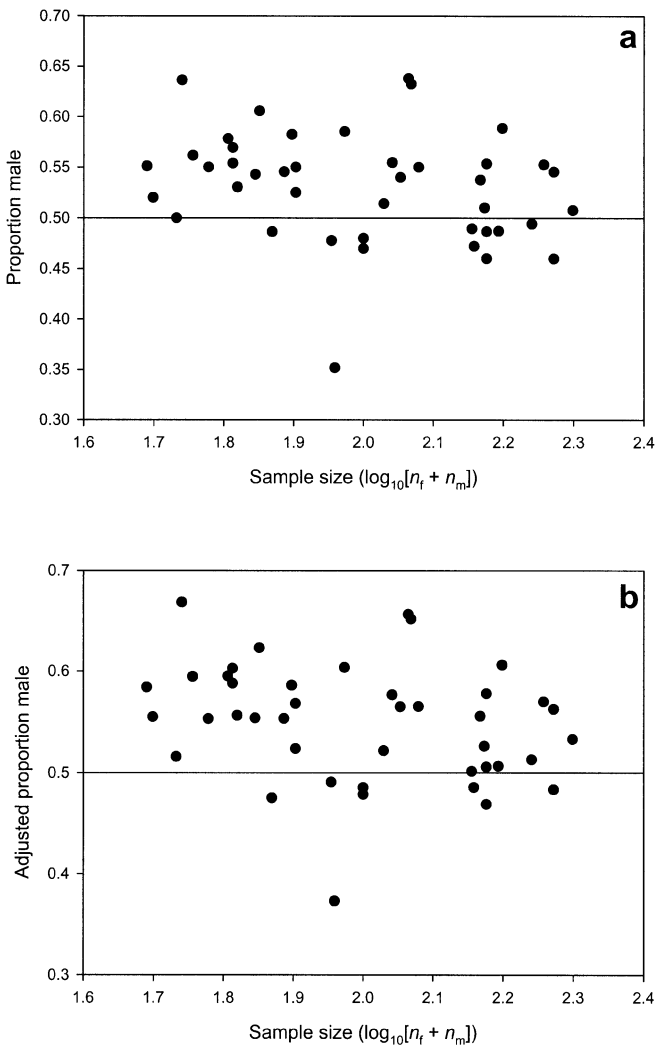 a
0.70
0.65
0.60
0.55
0.50
0.45
0.40
0.35
0.30
Proportion male
1.6 1.7 1.8 1.9 2.0 2.1 2.2 2.3 2.4
Sample size (log10[nf + nm])
b
0.7
0.6
0.5
0.4
0.3
Adjusted proportion male
1.6 1.7 1.8 1.9 2.0 2.1 2.2 2.3 2.4
Sample size (log10[nf + nm])